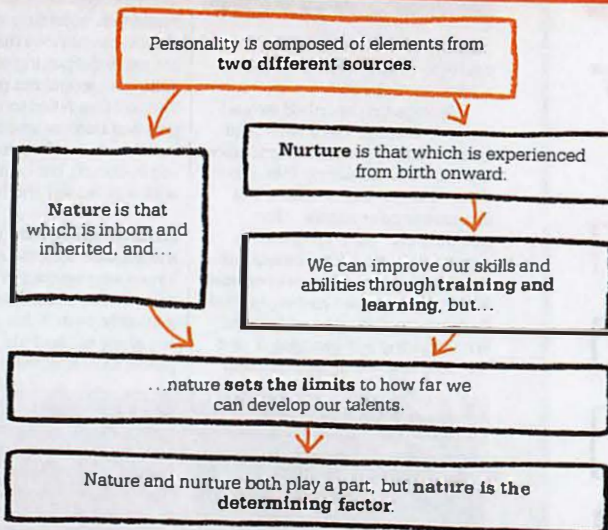 Personality is composed of elements from
two different sources.
Nature is that
which is inborn and
inherited, and...
Nurture is that which is experienced
from birth onward.
We can improve our skills and
abilities through training and
learning, but...
...nature sets the limits to how far we
can develop our talents.
Nature and nurture both play a part, but nature is the
determining factor.